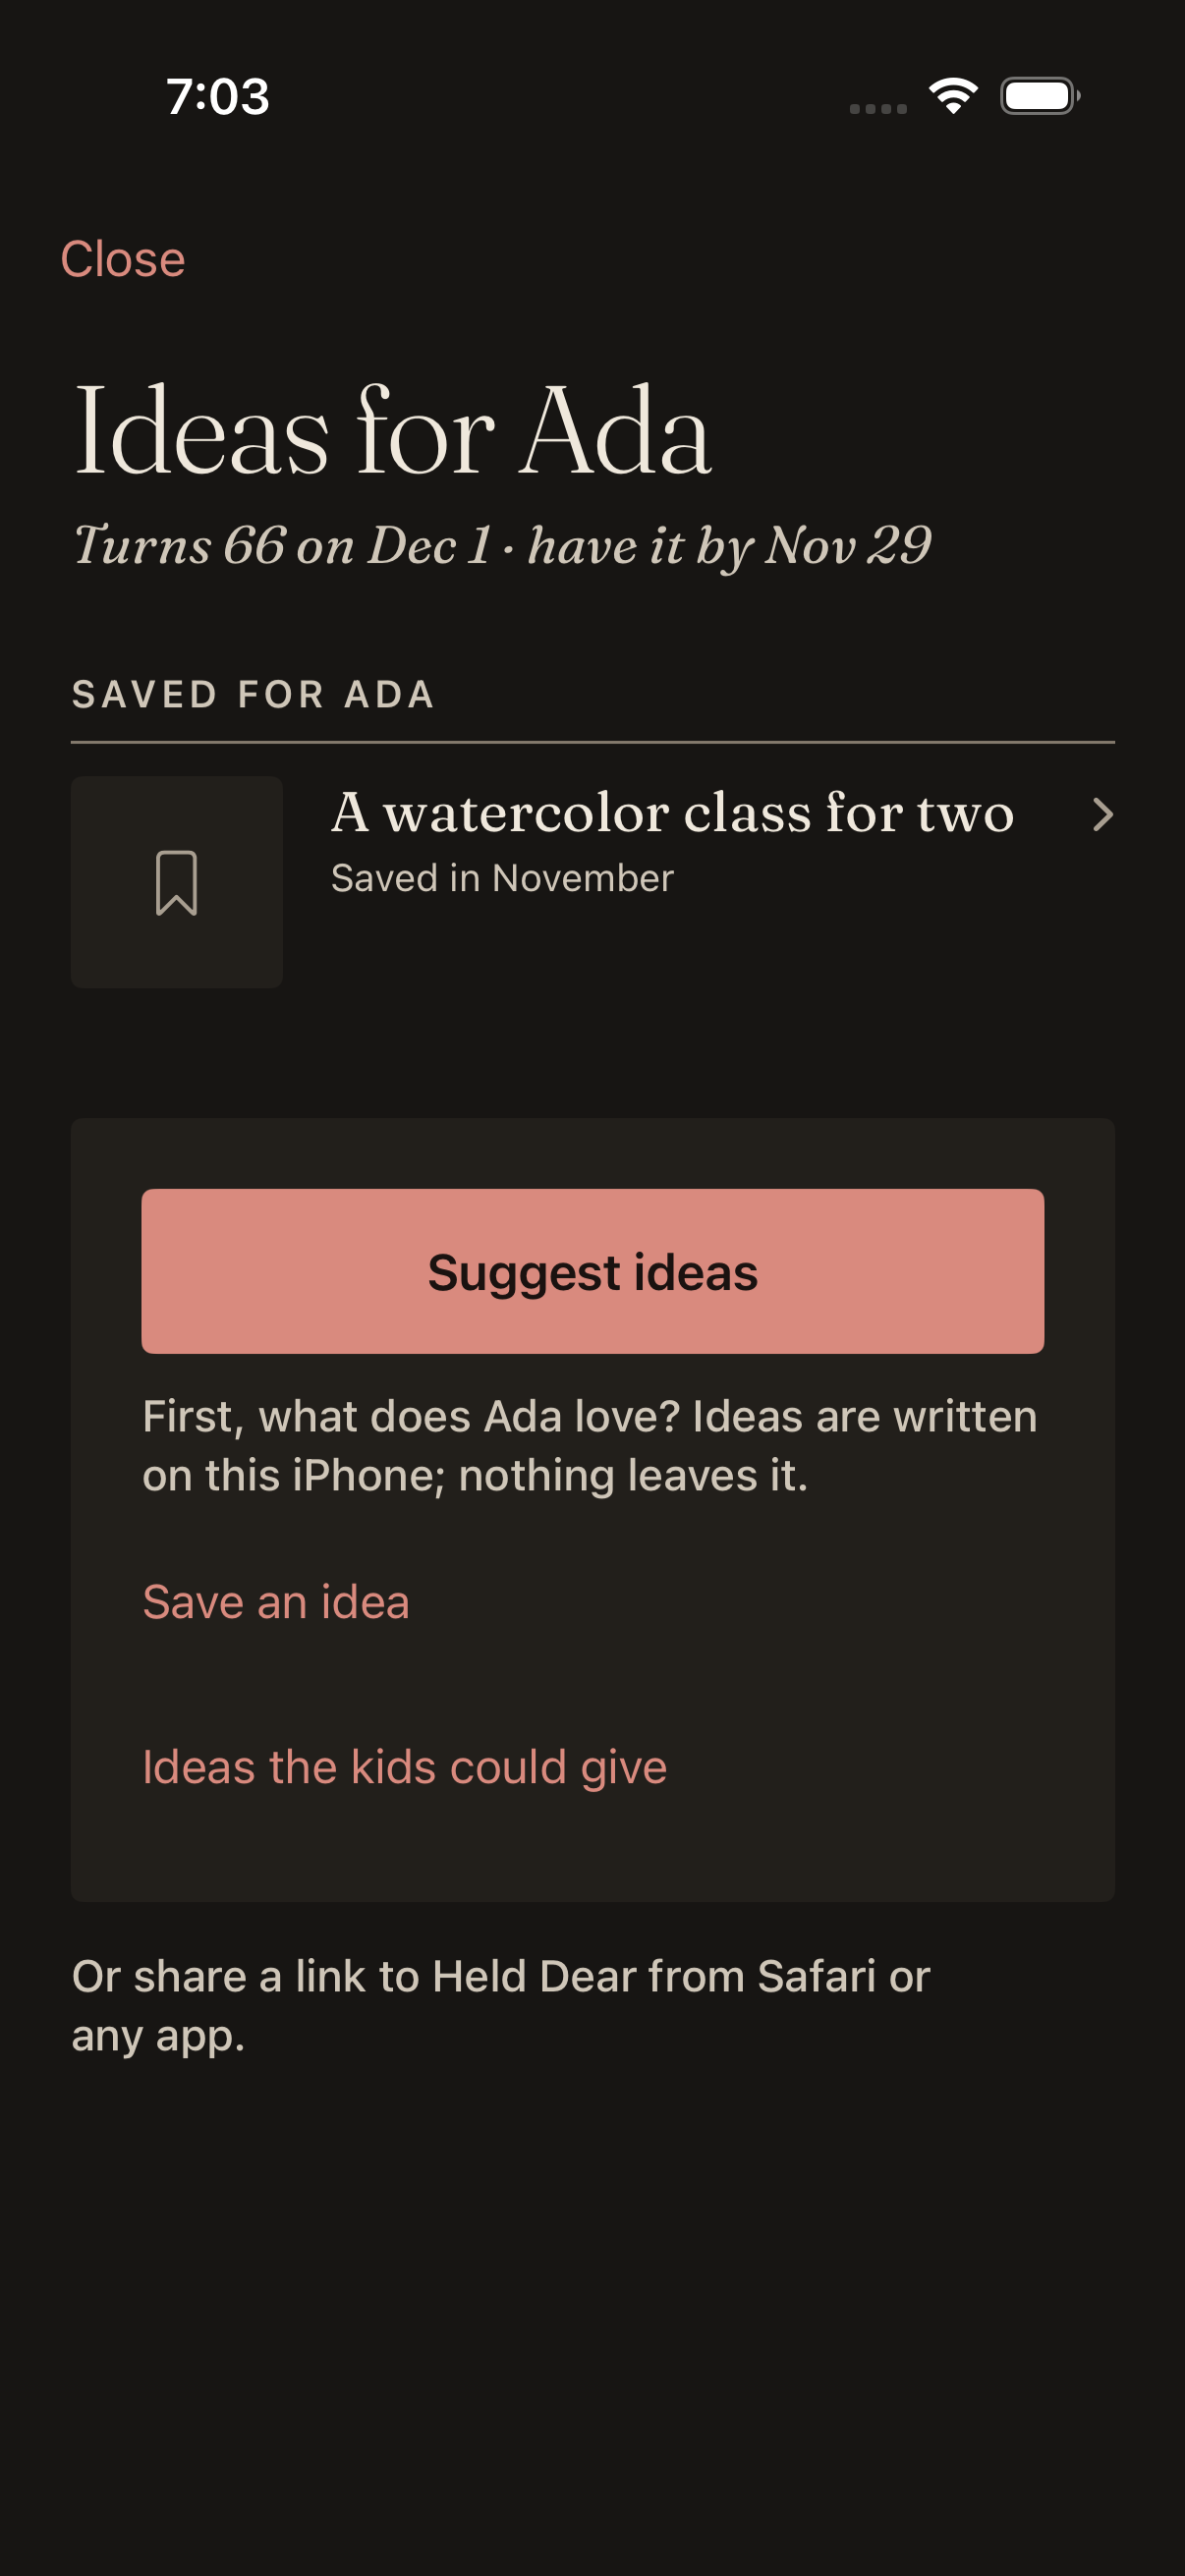 7:03
Close
Ideas for Ada
Turns 66 on Dec 1 · have it by Nov 29
SAVED FOR ADA
A watercolor class for two
Saved in November
Suggest ideas
First, what does Ada love? Ideas are written
on this iPhone; nothing leaves it.
Save an idea
Ideas the kids could give
Or share a link to Held Dear from Safari or
any app.